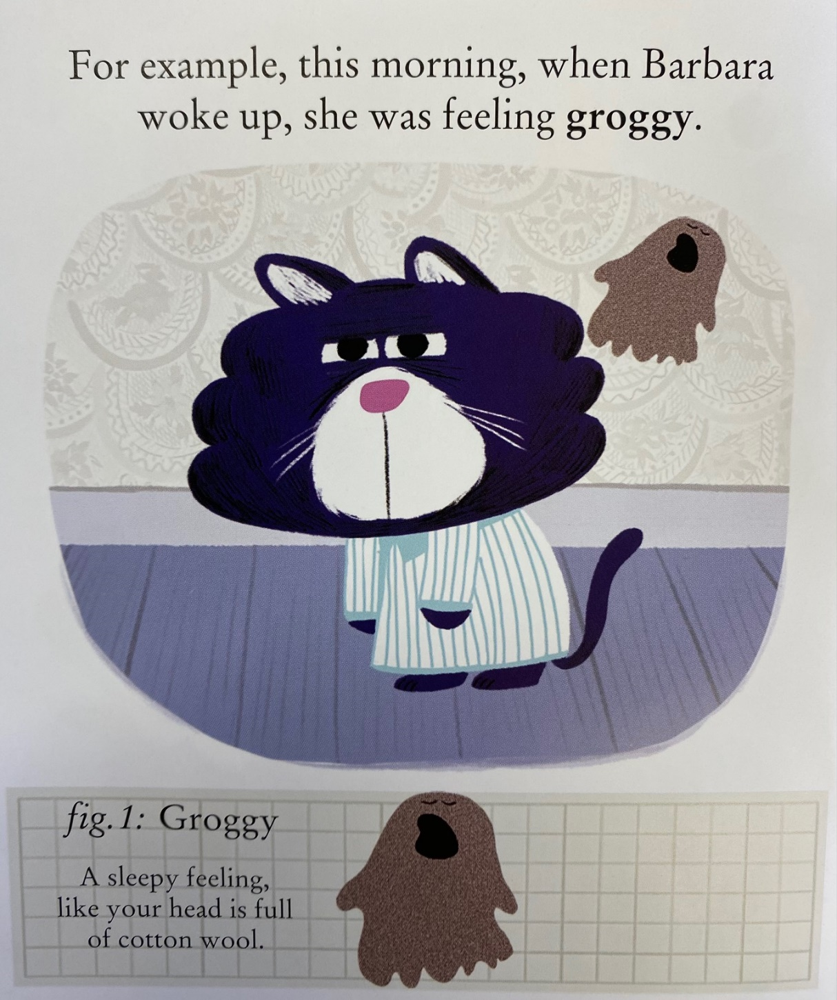 For example, this morning, when Barbara
woke up, she was feeling groggy.
fig.1: Groggy
A sleepy feeling,
like your head is full
of cotton wool.